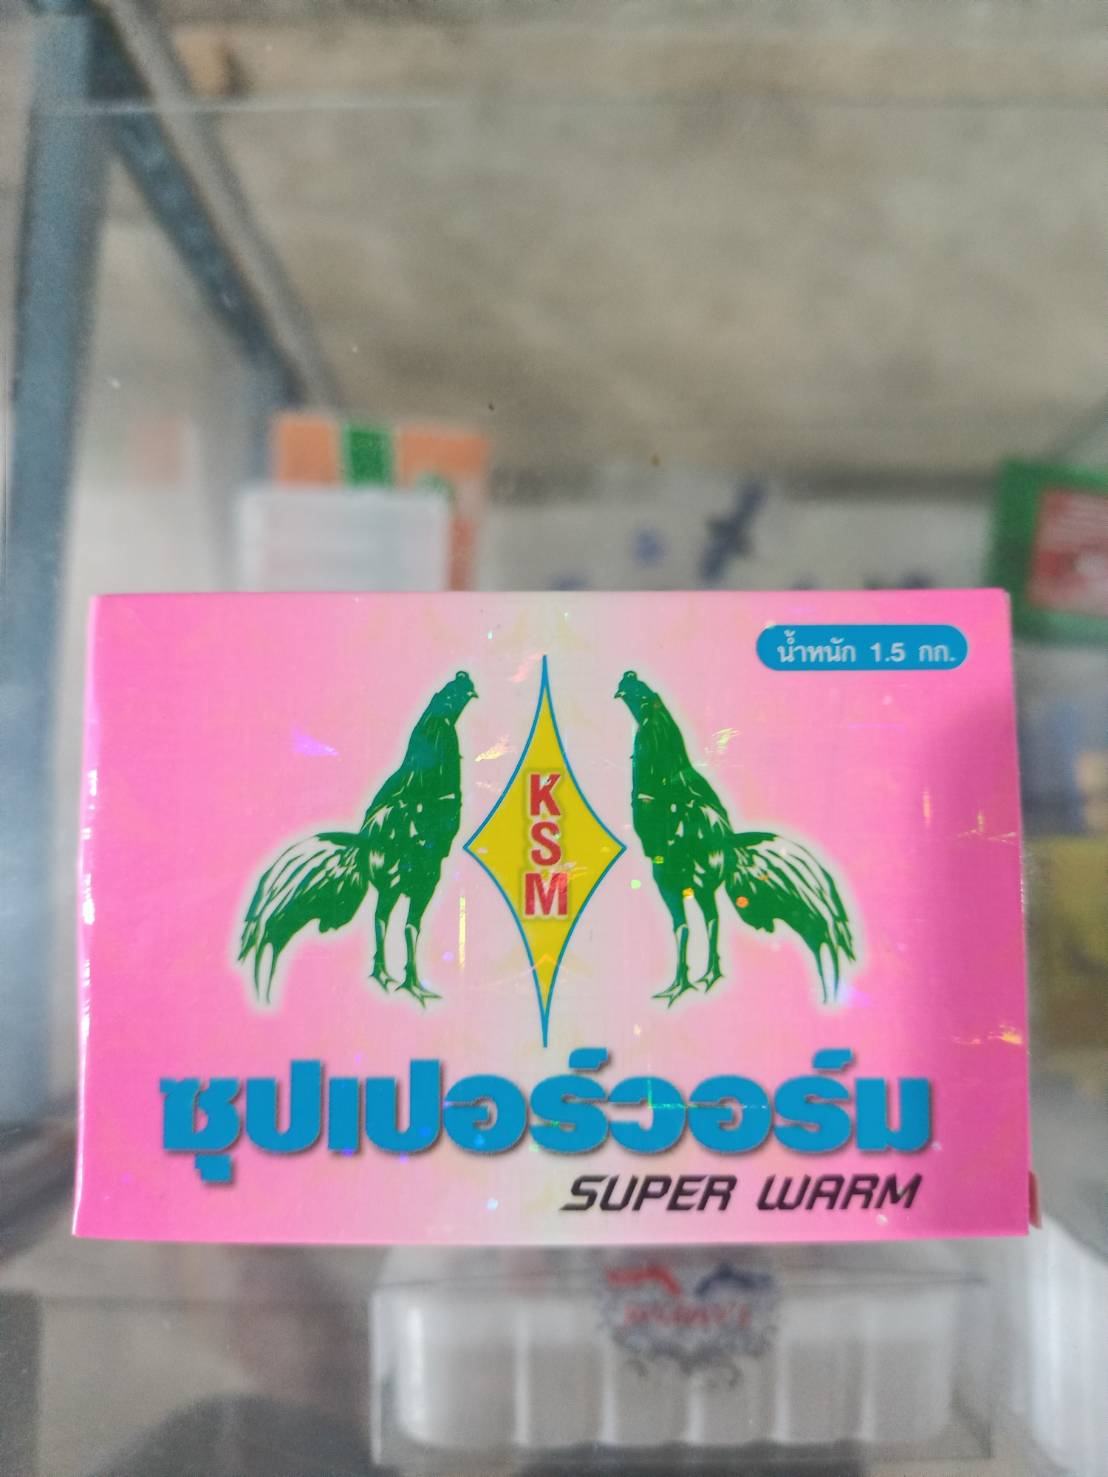 น้ำหนัก 1.5 กก.
K
S
M
ซุปเปอร์วอร์ม
SUPER WARM